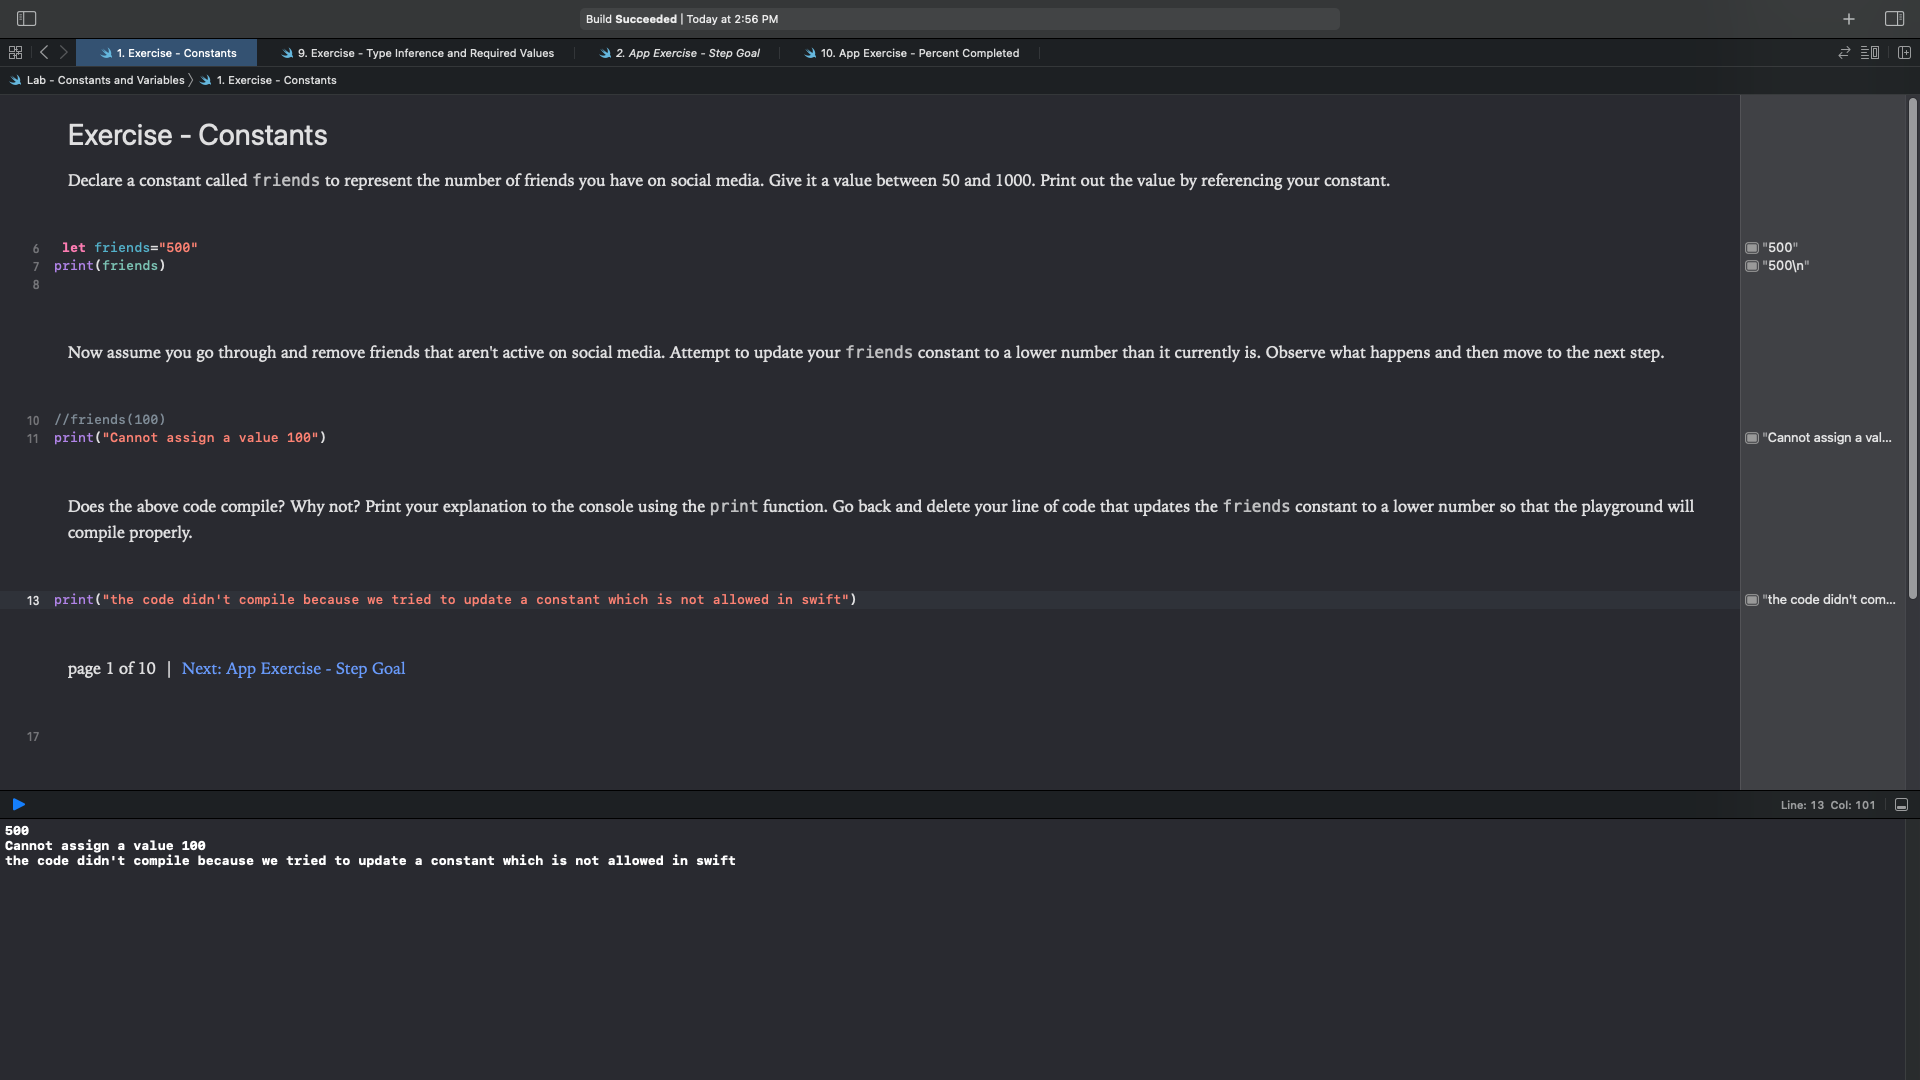 Build Succeeded | Today at 2:56 PM
1. Exercise - Constants
9. Exercise - Type Inference and Required Values
2. App Exercise - Step Goal
10. App Exercise - Percent Completed
Lab - Constants and Variables 〉 1. Exercise - Constants
Exercise - Constants
Declare a constant called friends to represent the number of friends you have on social media. Give it a value between 50 and 1000. Print out the value by referencing your constant.
6 let friends="500"
"500"
7 print(friends)
"500\n"
8
Now assume you go through and remove friends that aren't active on social media. Attempt to update your friends constant to a lower number than it currently is. Observe what happens and then move to the next step.
10 //friends(100)
11 print("Cannot assign a value 100")
"Cannot assign a val...
Does the above code compile? Why not? Print your explanation to the console using the print function. Go back and delete your line of code that updates the friends constant to a lower number so that the playground will
compile properly.
13 print("the code didn't compile because we tried to update a constant which is not allowed in swift")
"the code didn't com...
page 1 of 10 | Next: App Exercise - Step Goal
17
Line: 13 Col: 101
500
Cannot assign a value 100
the code didn't compile because we tried to update a constant which is not allowed in swift